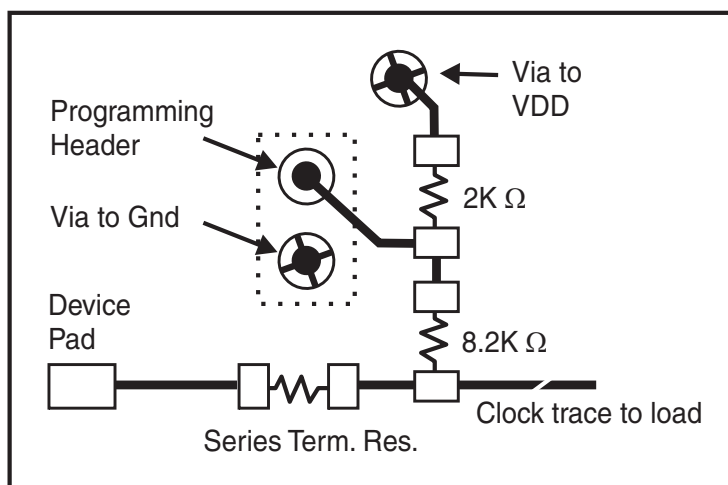 Via to
VDD
Programming
Header
2K Ω
Via to Gnd
Device
Pad
8.2K Ω
Clock trace to load
Series Term. Res.